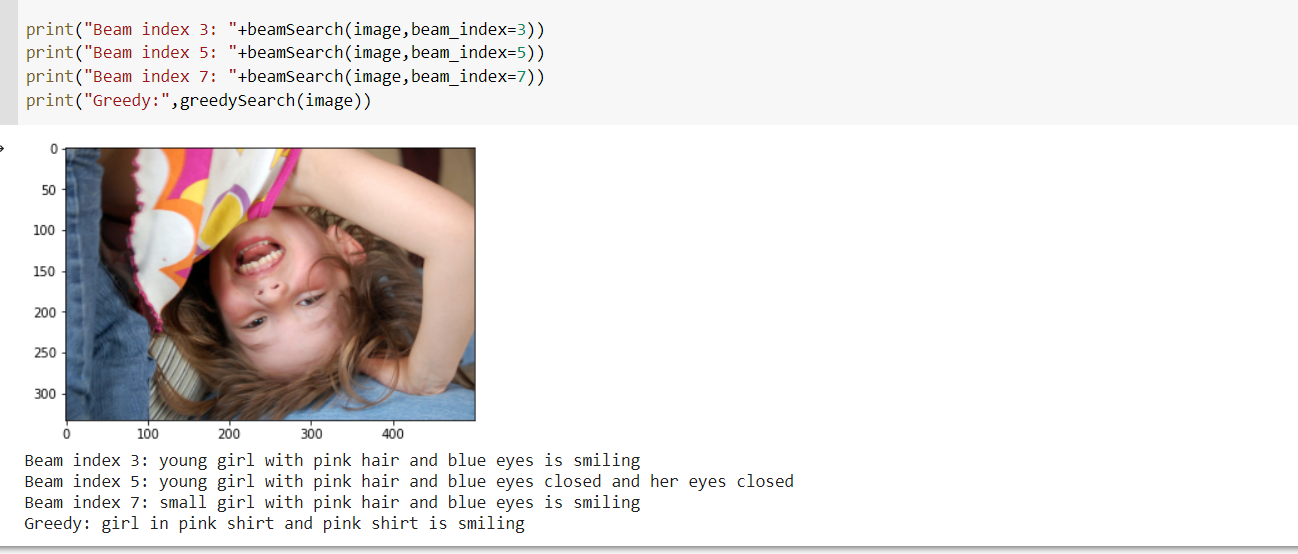 print("Beam index 3: "+beamSearch(image,beam_index=3))
print("Beam index 5: "+beamSearch(image,beam_index=5))
print("Beam index 7: "+beamSearch(image,beam_index=7))
print("Greedy:",greedySearch(image))
0
50
100
150
200
250
300
0 100 200 300 400
Beam index 3: young girl with pink hair and blue eyes is smiling
Beam index 5: young girl with pink hair and blue eyes closed and her eyes closed
Beam index 7: small girl with pink hair and blue eyes is smiling
Greedy: girl in pink shirt and pink shirt is smiling